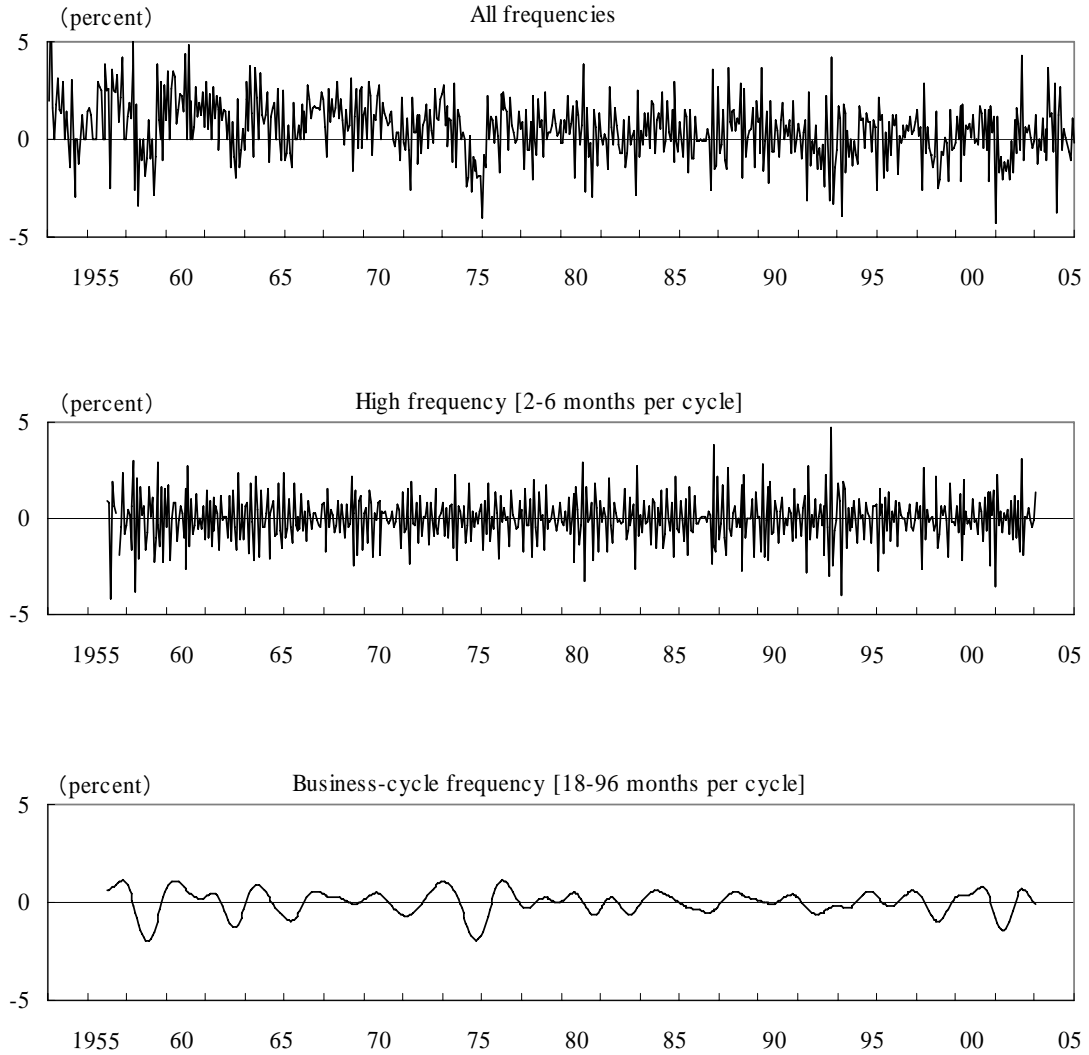 （percent）
All frequencies
5
0
-5
1955 60 65 70 75 80 85 90 95 00 05
（percent）
High frequency [2-6 months per cycle]
5
0
-5
1955 60 65 70 75 80 85 90 95 00 05
（percent）
Business-cycle frequency [18-96 months per cycle]
5
0
-5
1955 60 65 70 75 80 85 90 95 00 05